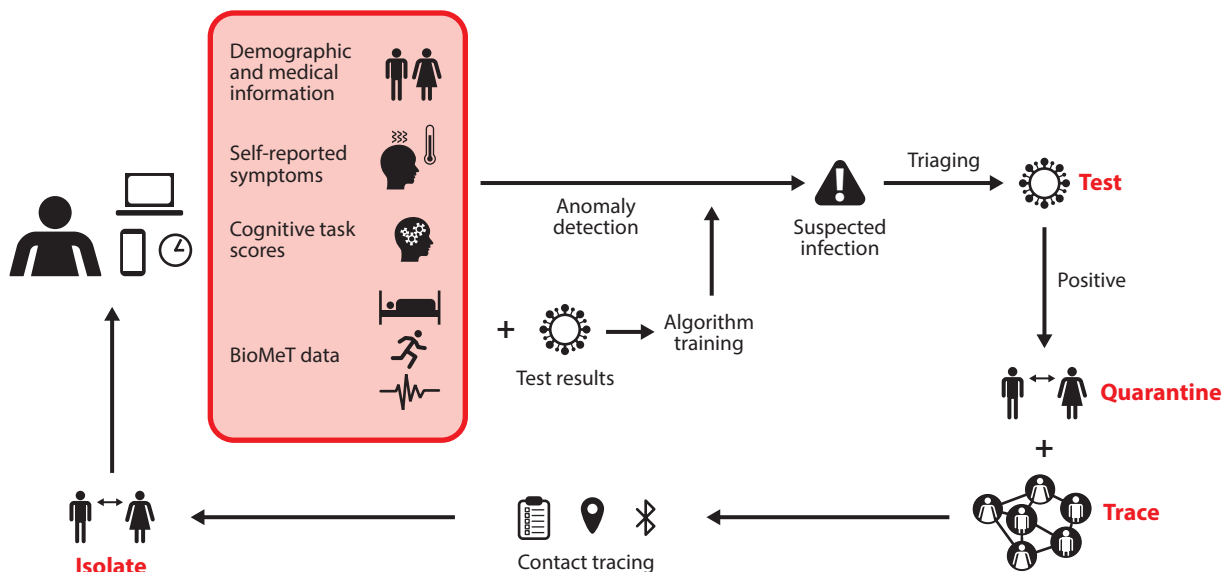 Demographic
and medical
information
Self-reported
symptoms
Cognitive task
scores
BioMeT data
+
Test results
Algorithm
training
Anomaly
detection
Suspected
infection
Triaging
Test
Positive
Quarantine
+
Trace
Contact tracing
Isolate